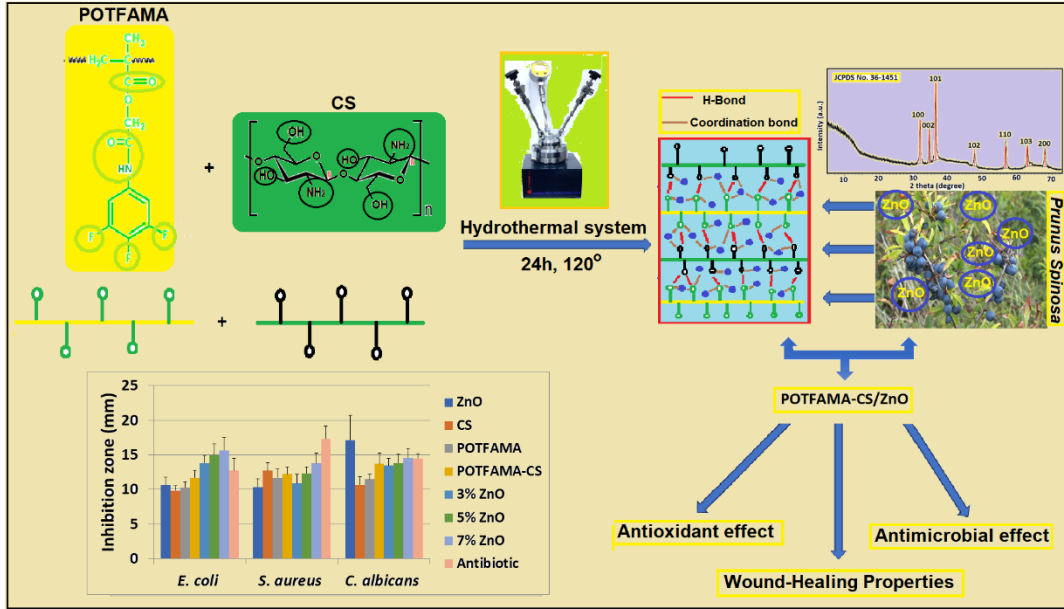 POTFAMA
CH3
H2C
C
C
O
O
CH2
C
O
NH
F
F
F
+
CS
OH
NH2
O
HO
O
O
HO
O
NH2
OH
n
Hydrothermal system
24h, 120°
+
H-Bond
Coordination bond
JCPDS No. 36-1451
Intensity (a.u.)
100
002
101
102
110
103
200
10
20
30
40
50
60
70
2 theta (degree)
ZnO
ZnO
ZnO
ZnO
ZnO
ZnO
Prunus Spinosa
Inhibition zone (mm)
25
20
15
10
5
0
E. coli
S. aureus
C. albicans
ZnO
CS
POTFAMA
POTFAMA-CS
3% ZnO
5% ZnO
7% ZnO
Antibiotic
POTFAMA-CS/ZnO
Antioxidant effect
Antimicrobial effect
Wound-Healing Properties